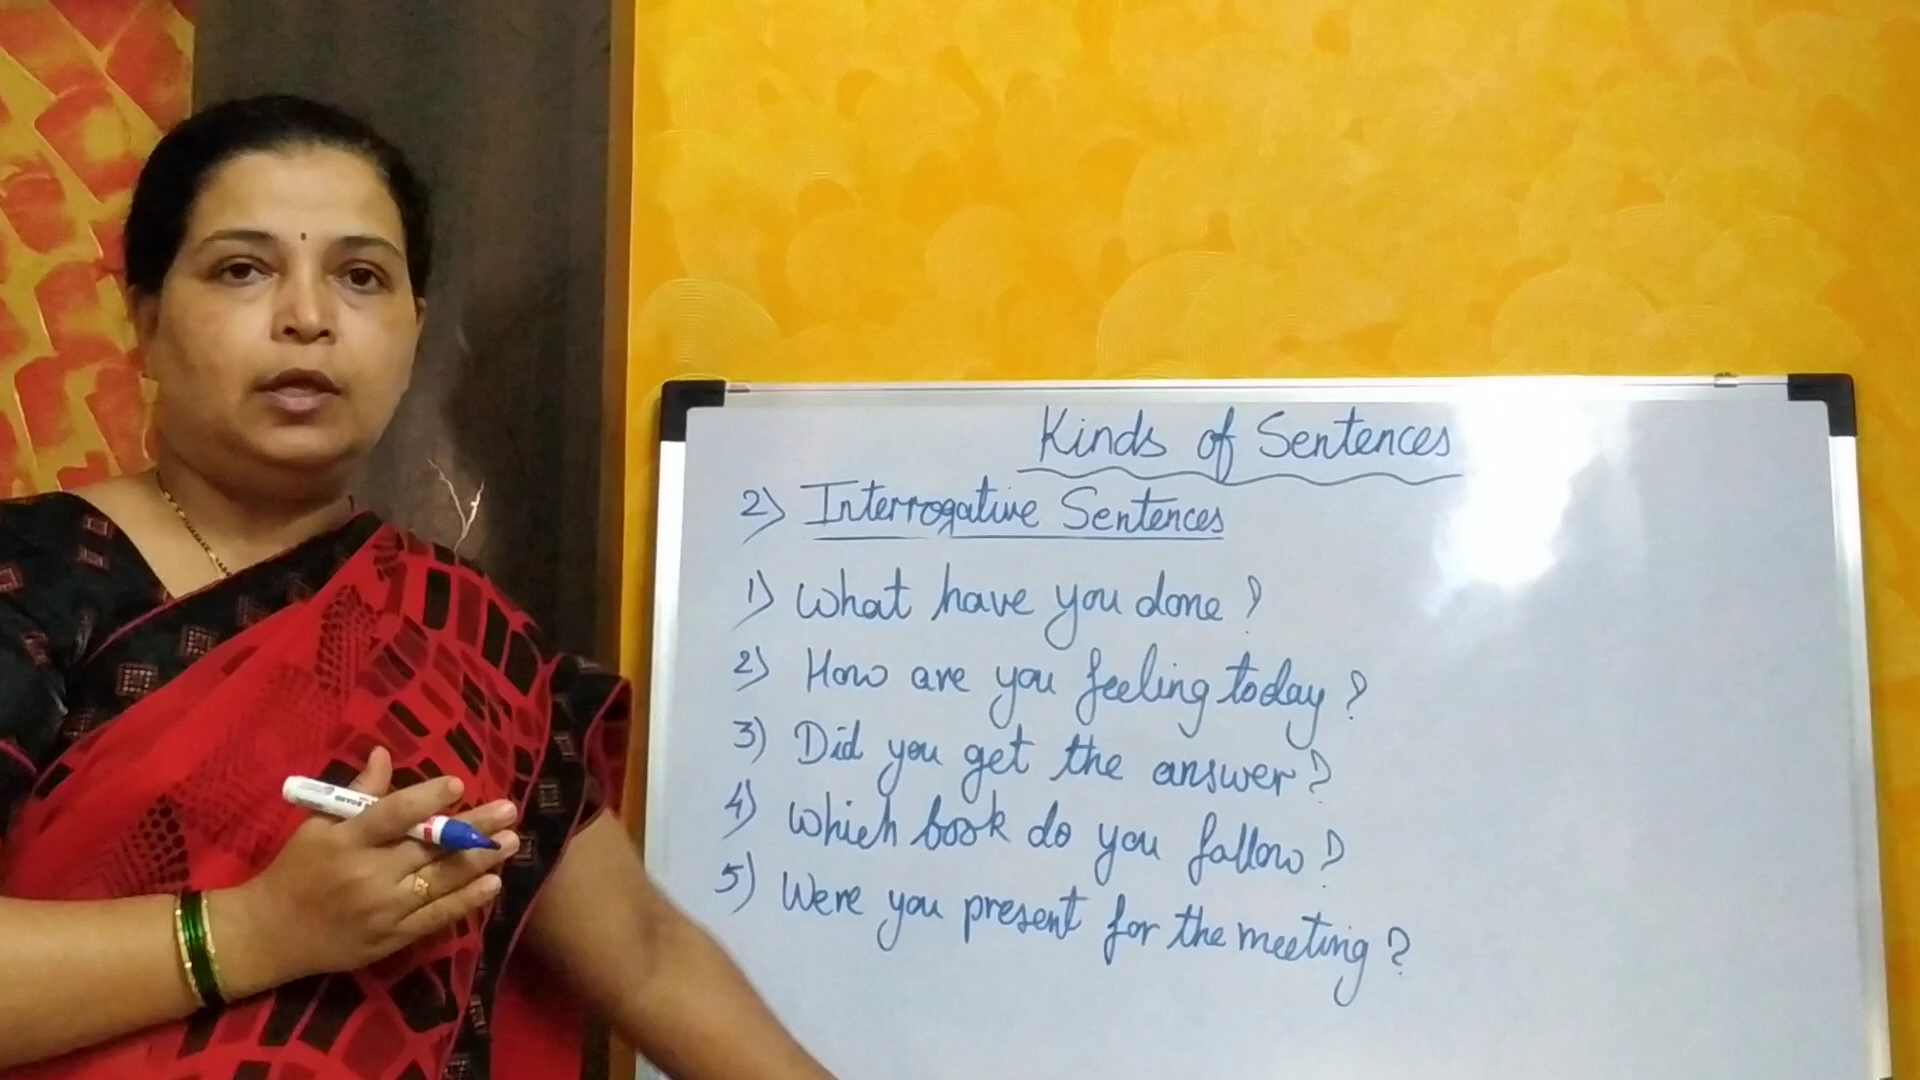 Kinds of Sentences
2) Interrogative Sentences
1) What have you done ?
2) How are you feeling today ?
3) Did you get the answer ?
4) Which book do you follow ?
5) Were you present for the meeting ?